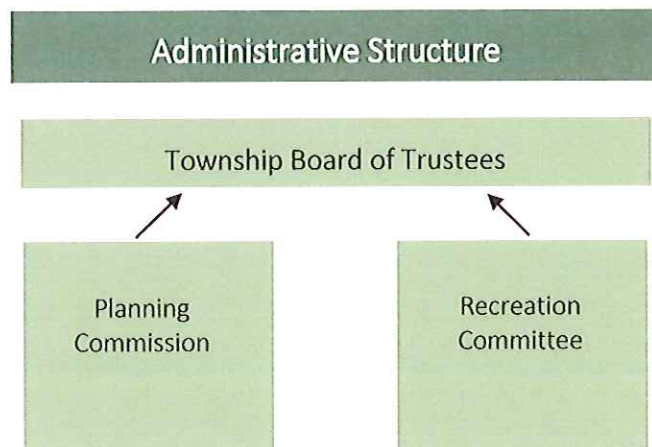 Administrative Structure
Township Board of Trustees
Planning
Commission
Recreation
Committee